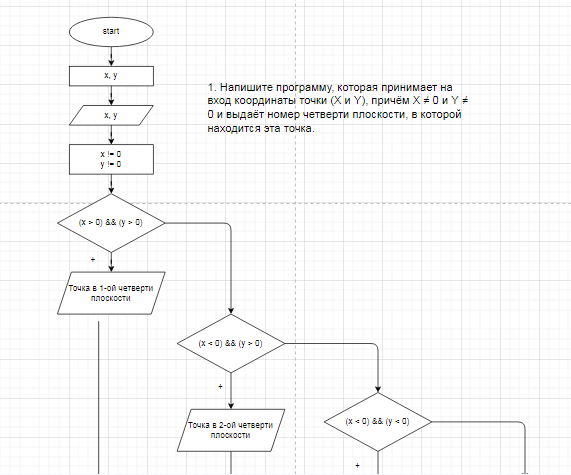 start
x, y
1. Напишите программу, которая принимает на
вход координаты точки (X и Y), причём X ≠ 0 и Y ≠
0 и выдаёт номер четверти плоскости, в которой
находится эта точка.
x, y
x != 0
y != 0
(x > 0) && (y > 0)
+
Точка в 1-ой четверти
плоскости
(x < 0) && (y > 0)
+
Точка в 2-ой четверти
плоскости
(x < 0) && (y < 0)
+